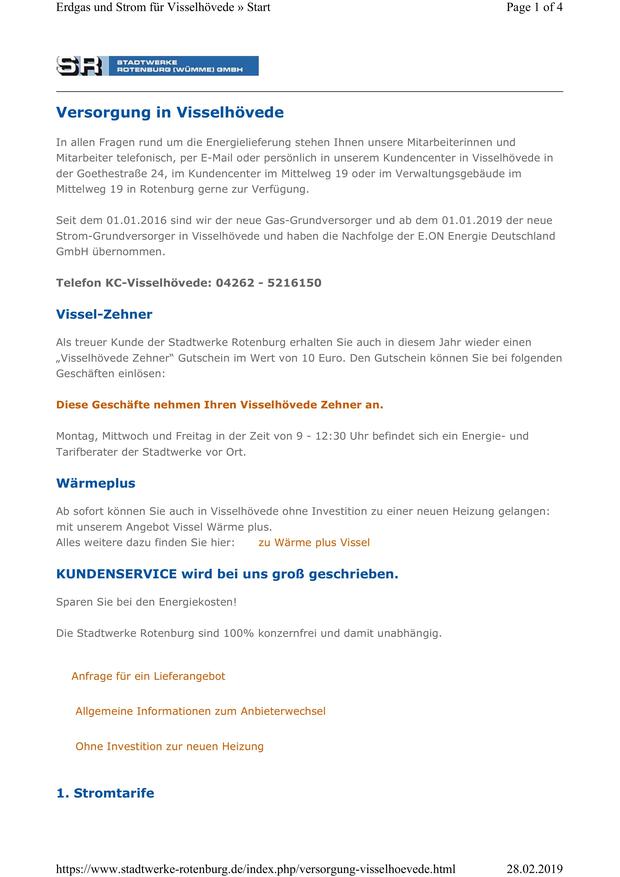 Erdgas und Strom für Visselhövede » Start Page 1 of 4
SR STADTWERKE
ROTENBURG (WÜMME) GMBH
Versorgung in Visselhövede
In allen Fragen rund um die Energielieferung stehen Ihnen unsere Mitarbeiterinnen und
Mitarbeiter telefonisch, per E-Mail oder persönlich in unserem Kundencenter in Visselhövede in
der Goethestraße 24, im Kundencenter im Mittelweg 19 oder im Verwaltungsgebäude im
Mittelweg 19 in Rotenburg gerne zur Verfügung.
Seit dem 01.01.2016 sind wir der neue Gas-Grundversorger und ab dem 01.01.2019 der neue
Strom-Grundversorger in Visselhövede und haben die Nachfolge der E.ON Energie Deutschland
GmbH übernommen.
Telefon KC-Visselhövede: 04262 - 5216150
Vissel-Zehner
Als treuer Kunde der Stadtwerke Rotenburg erhalten Sie auch in diesem Jahr wieder einen
„Visselhövede Zehner“ Gutschein im Wert von 10 Euro. Den Gutschein können Sie bei folgenden
Geschäften einlösen:
Diese Geschäfte nehmen Ihren Visselhövede Zehner an.
Montag, Mittwoch und Freitag in der Zeit von 9 - 12:30 Uhr befindet sich ein Energie- und
Tarifberater der Stadtwerke vor Ort.
Wärmeplus
Ab sofort können Sie auch in Visselhövede ohne Investition zu einer neuen Heizung gelangen:
mit unserem Angebot Vissel Wärme plus.
Alles weitere dazu finden Sie hier: zu Wärme plus Vissel
KUNDENSERVICE wird bei uns groß geschrieben.
Sparen Sie bei den Energiekosten!
Die Stadtwerke Rotenburg sind 100% konzernfrei und damit unabhängig.
Anfrage für ein Lieferangebot
Allgemeine Informationen zum Anbieterwechsel
Ohne Investition zur neuen Heizung
1. Stromtarife
https://www.stadtwerke-rotenburg.de/index.php/versorgung-visselhoevede.html 28.02.2019